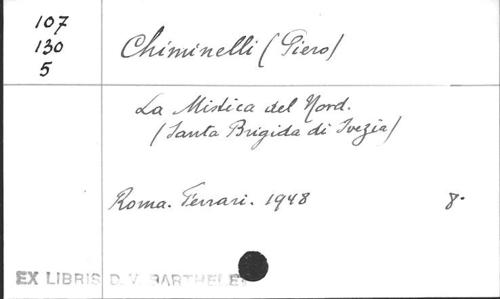 107
130
5
Chiminelli (Piero)
La Mistica del Nord.
(Santa Brigida di Svezia)
Roma. Ferrari. 1948 8.
EX LIBRIS D. V. BARTHELET